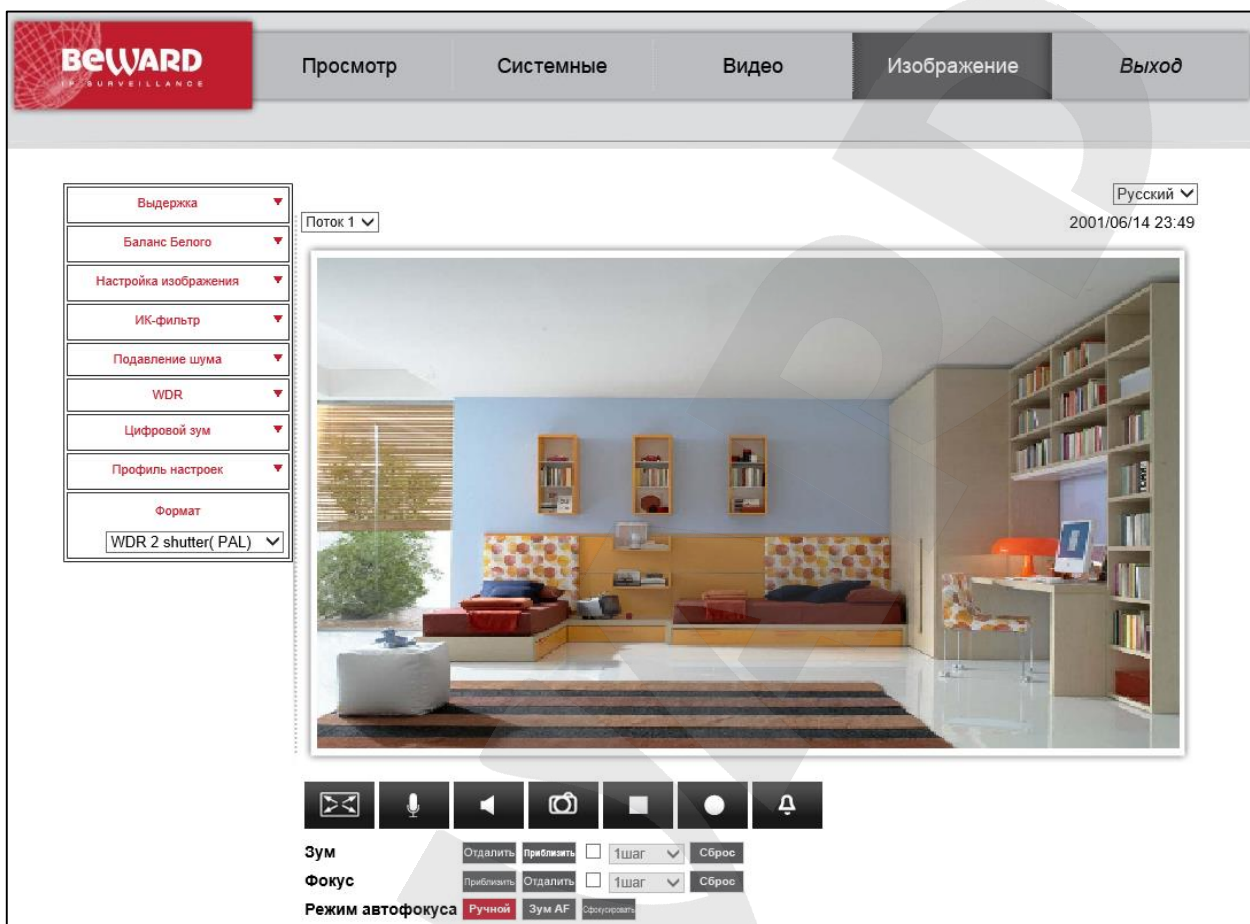 BEWARD
IP SURVEILLANCE
Просмотр Системные Видео Изображение Выход
Русский
2001/06/14 23:49
Поток 1
Выдержка
Баланс Белого
Настройка изображения
ИК-фильтр
Подавление шума
WDR
Цифровой зум
Профиль настроек
Формат
WDR 2 shutter( PAL)
Зум Отдалить Приблизить 1шаг Сброс
Фокус Приблизить Отдалить 1шаг Сброс
Режим автофокуса Ручной Зум AF Сфокусировать